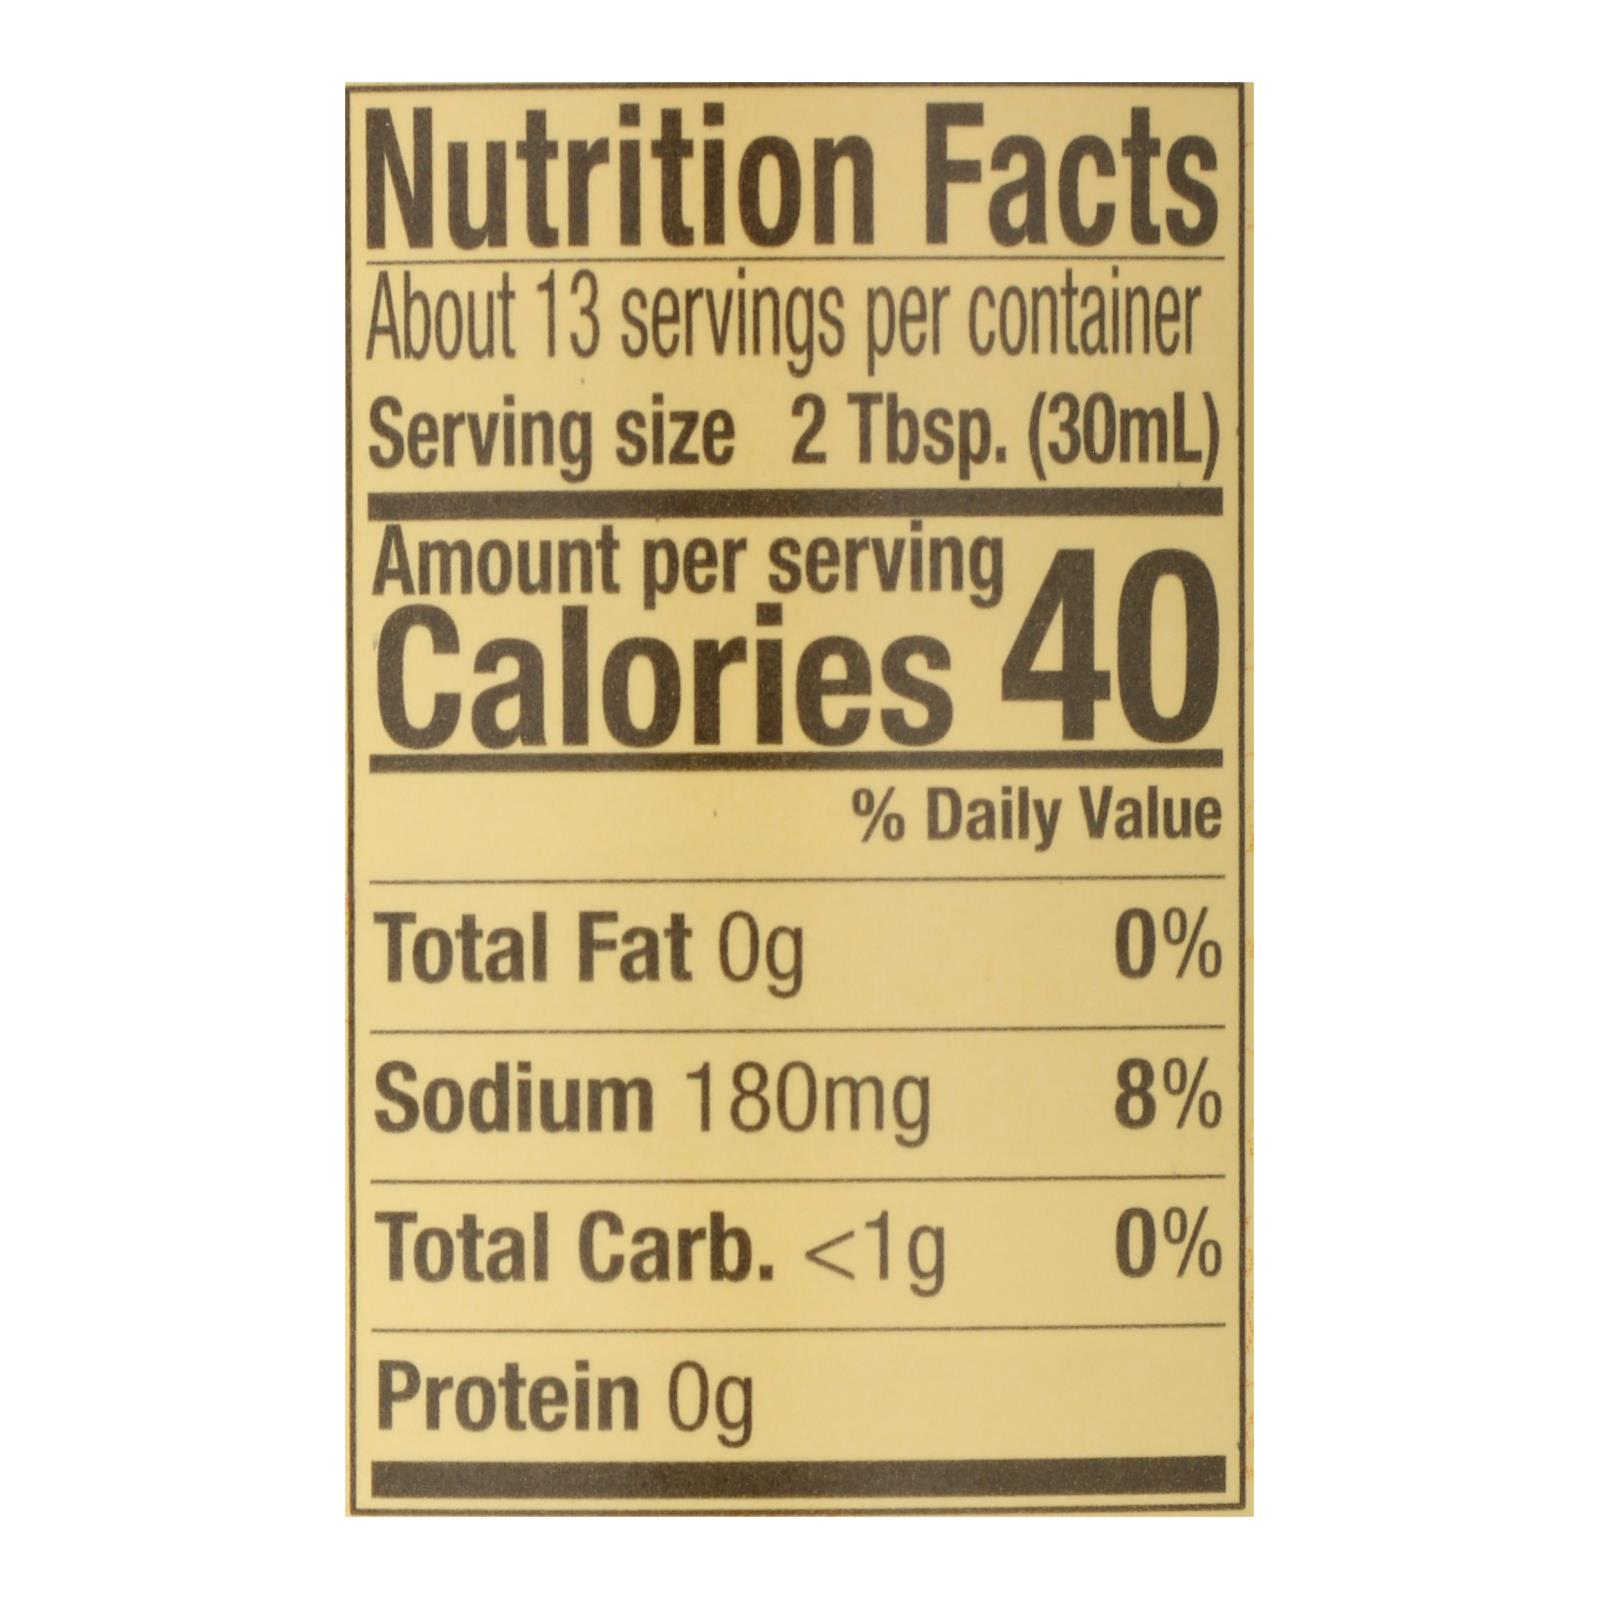 Nutrition Facts
About 13 servings per container
Serving size 2 Tbsp. (30mL)
Amount per serving
Calories 40
% Daily Value
Total Fat 0g 0%
Sodium 180mg 8%
Total Carb. <1g 0%
Protein 0g